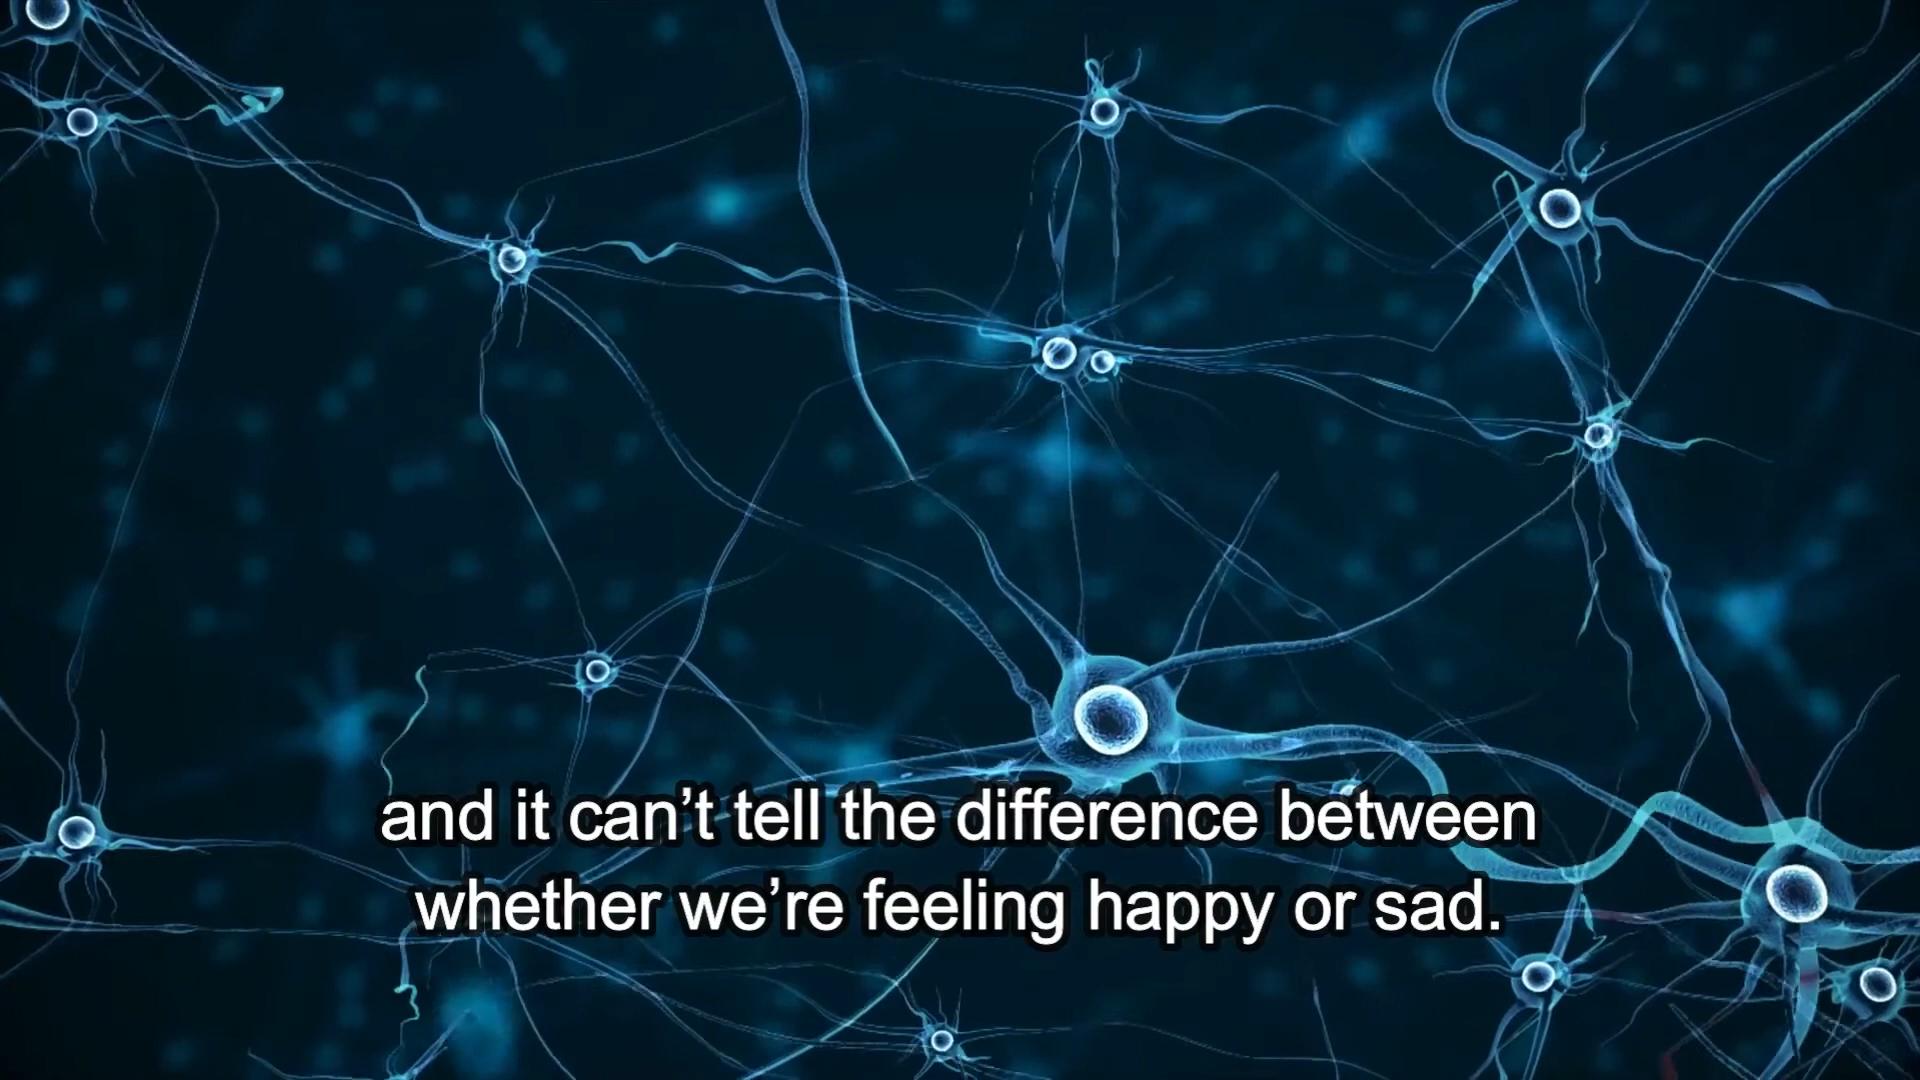 and it can’t tell the difference between
whether we’re feeling happy or sad.